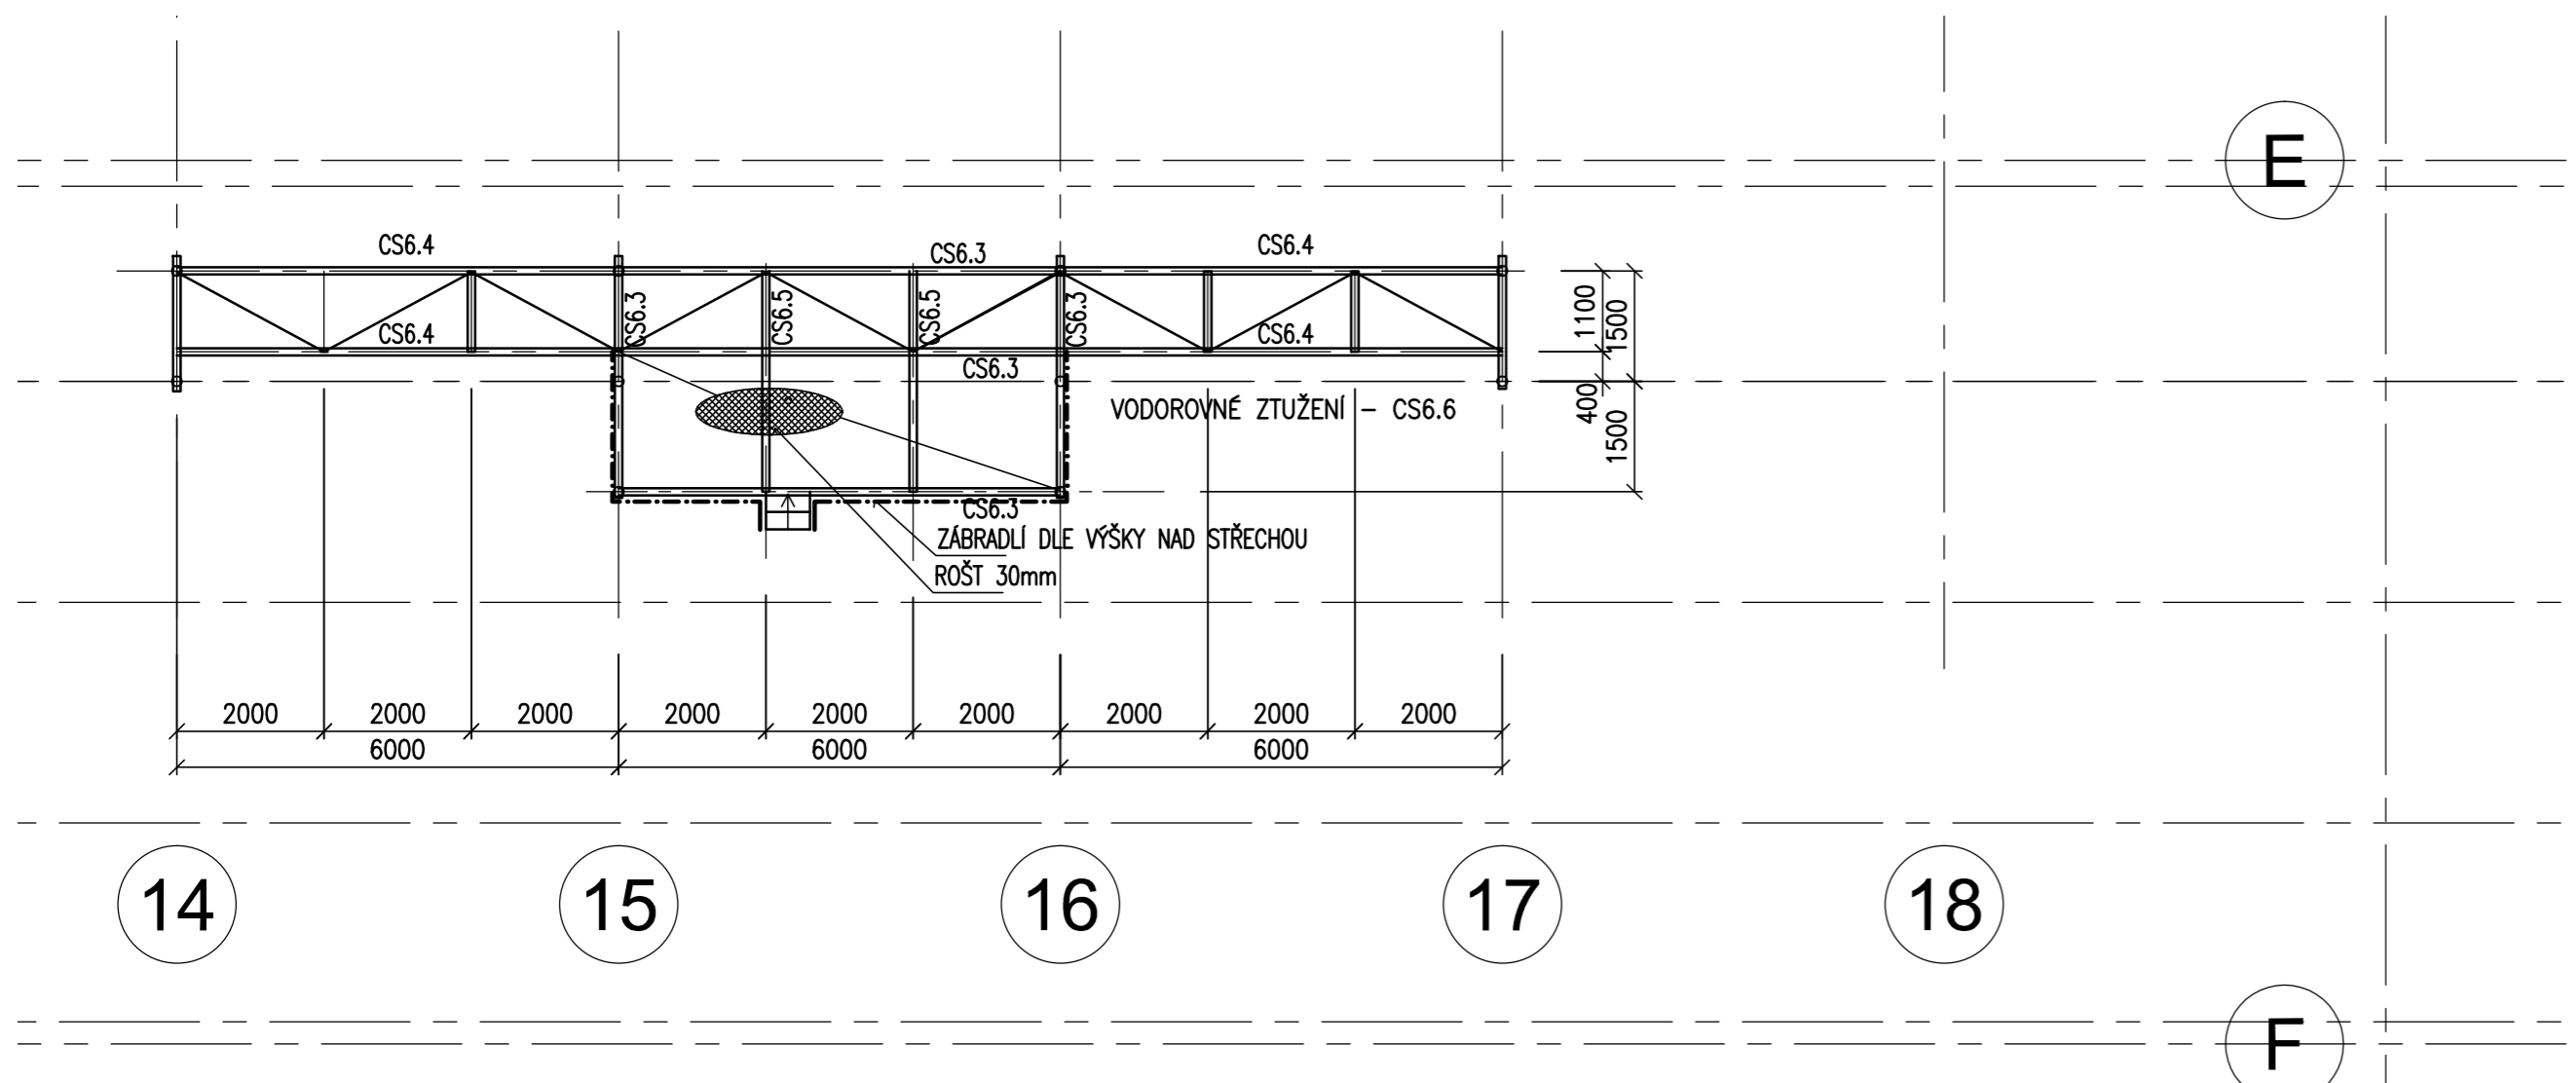 E
CS6.4
CS6.3
CS6.4
CS6.3
CS6.5
CS6.5
CS6.3
1100
1500
CS6.4
CS6.4
CS6.3
400
VODOROVNÉ ZTUŽENÍ - CS6.6
1500
CS6.3
ZÁBRADLÍ DLE VÝŠKY NAD STŘECHOU
ROŠT 30mm
2000 2000 2000 2000 2000 2000 2000 2000 2000
6000 6000 6000
14 15 16 17 18
F